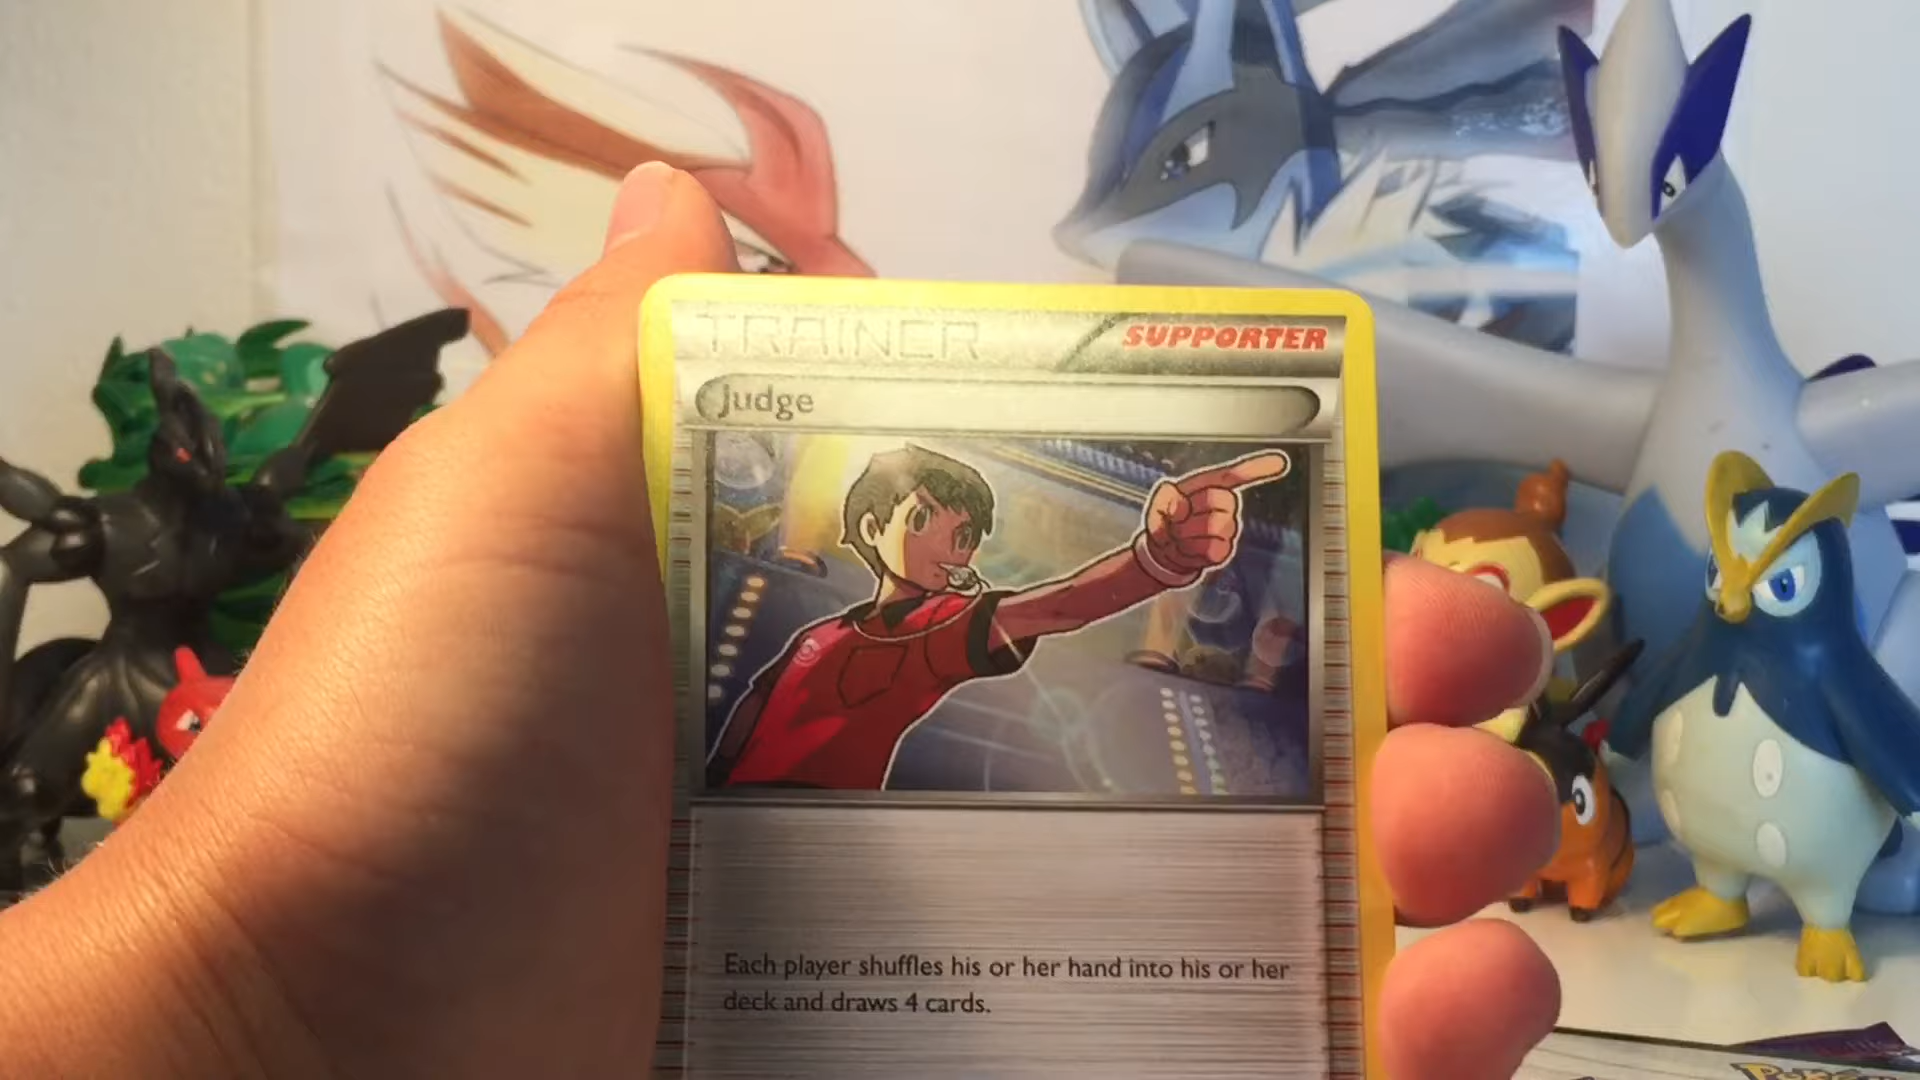 TRAINER
SUPPORTER
Judge
Each player shuffles his or her hand into his or her
deck and draws 4 cards.